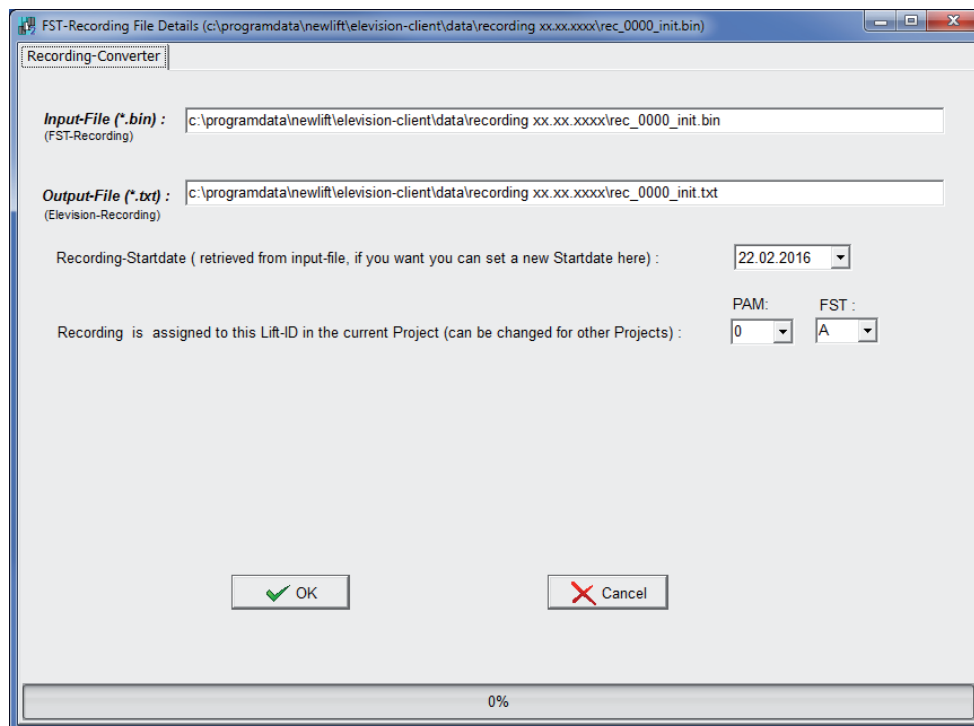 FST-Recording File Details (c:\programdata\newlift\elevision-client\data\recording xx.xx.xxxx\rec_0000_init.bin)
Recording-Converter
Input-File (*.bin) : c:\programdata\newlift\elevision-client\data\recording xx.xx.xxxx\rec_0000_init.bin
(FST-Recording)
Output-File (*.txt) : c:\programdata\newlift\elevision-client\data\recording xx.xx.xxxx\rec_0000_init.txt
(Elevision-Recording)
Recording-Startdate ( retrieved from input-file, if you want you can set a new Startdate here) : 22.02.2016
PAM: FST :
Recording is assigned to this Lift-ID in the current Project (can be changed for other Projects) : 0 A
OK Cancel
0%